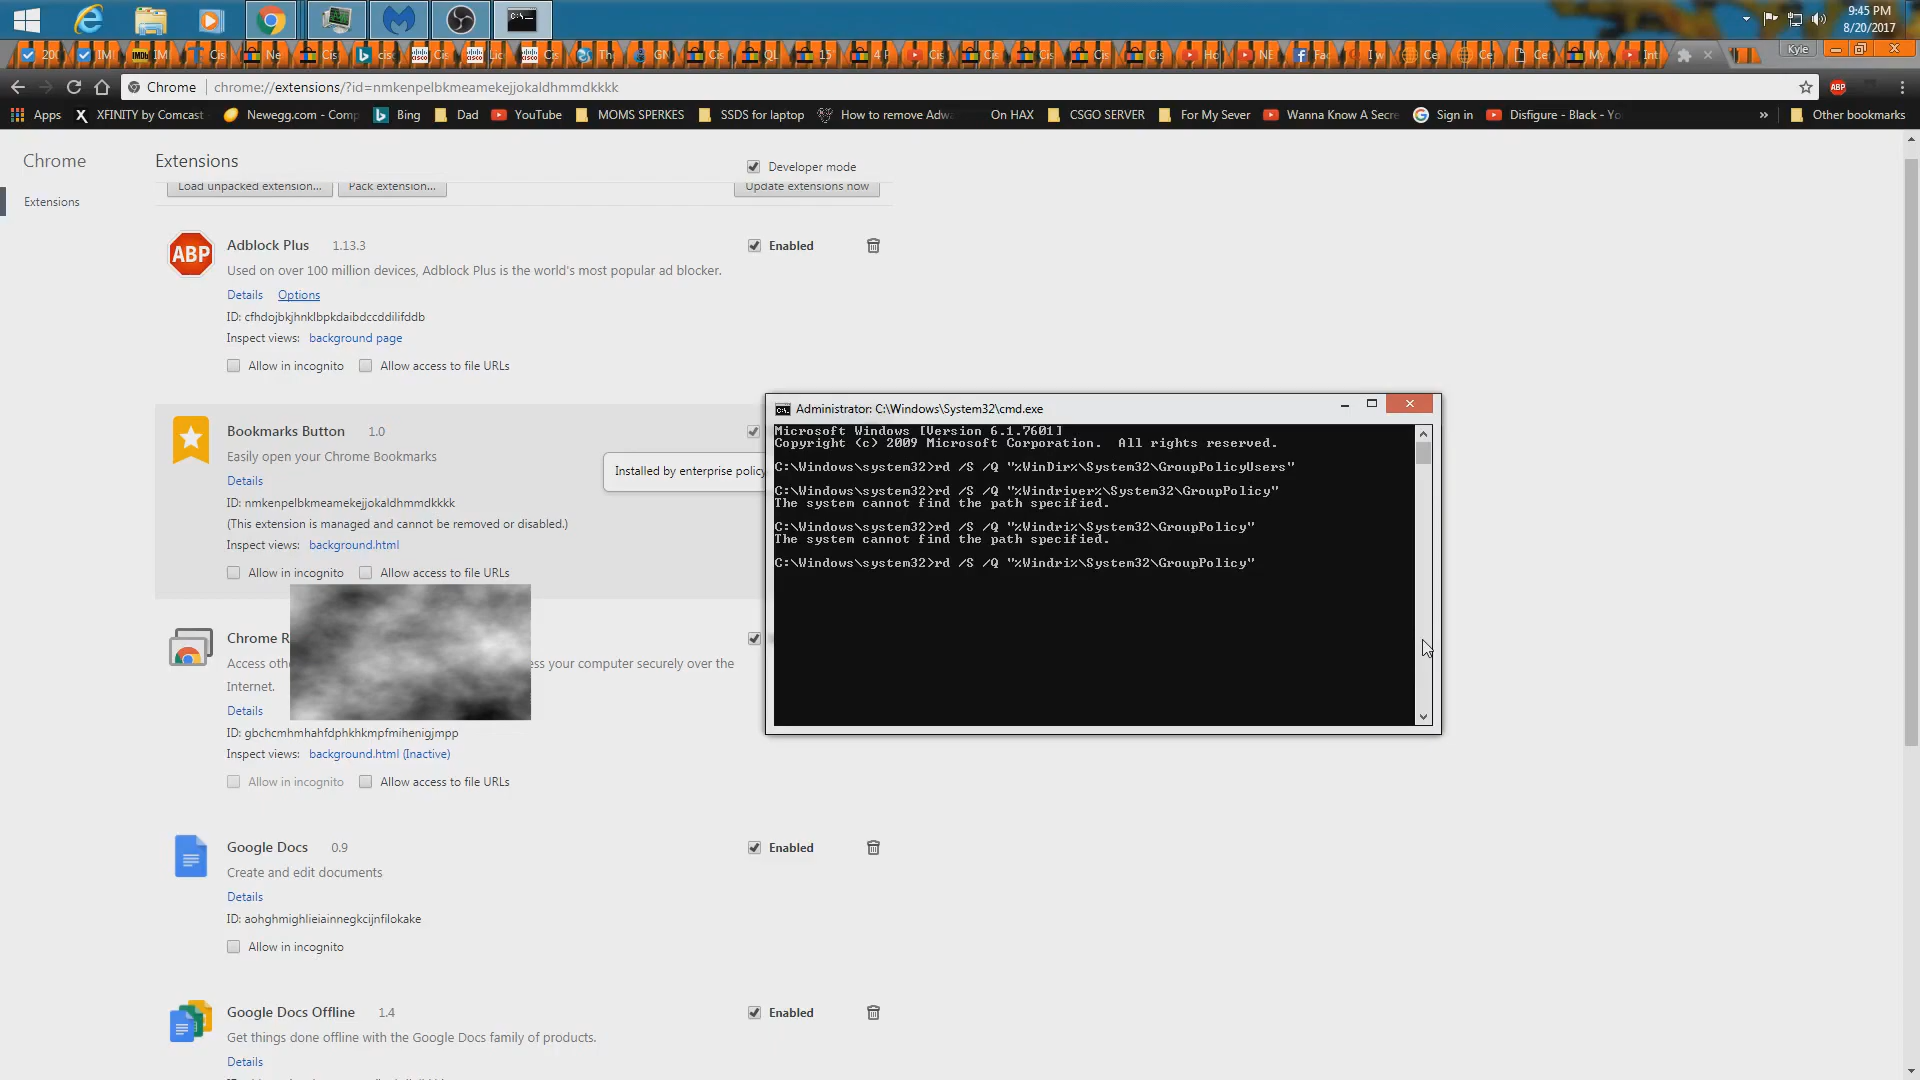 9:45 PM
8/20/2017
Kyle
Chrome chrome://extensions/?id=nmkenpelbkmeamekejjokaldhmmdkkkk
ABP
Apps XFINITY by Comcast Newegg.com - Comp Bing Dad YouTube MOMS SPERKES SSDS for laptop How to remove Adwa On HAX CSGO SERVER For My Sever Wanna Know A Secre Sign in Disfigure - Black - Yo » Other bookmarks
Chrome
Extensions
Extensions
Developer mode
Load unpacked extension...
Pack extension...
Update extensions now
ABP
Adblock Plus 1.13.3
Enabled
Used on over 100 million devices, Adblock Plus is the world's most popular ad blocker.
Details Options
ID: cfhdojbkjhnklbpkdaibdccddilifddb
Inspect views: background page
Allow in incognito Allow access to file URLs
Bookmarks Button 1.0
Easily open your Chrome Bookmarks
Installed by enterprise policy
Details
ID: nmkenpelbkmeamekejjokaldhmmdkkkk
(This extension is managed and cannot be removed or disabled.)
Inspect views: background.html
Allow in incognito Allow access to file URLs
Chrome R
Access othe
ess your computer securely over the
Internet.
Details
ID: gbchcmhmhahfdphkhkmpfmihenigjmpp
Inspect views: background.html (Inactive)
Allow in incognito Allow access to file URLs
Google Docs 0.9
Enabled
Create and edit documents
Details
ID: aohghmighlieiainnegkcijnfilokake
Allow in incognito
Google Docs Offline 1.4
Enabled
Get things done offline with the Google Docs family of products.
Details
Administrator: C:\Windows\System32\cmd.exe
Microsoft Windows [Version 6.1.7601]
Copyright (c) 2009 Microsoft Corporation. All rights reserved.
C:\Windows\system32>rd /S /Q "%WinDir%\System32\GroupPolicyUsers"
C:\Windows\system32>rd /S /Q "%Windriver%\System32\GroupPolicy"
The system cannot find the path specified.
C:\Windows\system32>rd /S /Q "%Windri%\System32\GroupPolicy"
The system cannot find the path specified.
C:\Windows\system32>rd /S /Q "%Windri%\System32\GroupPolicy"